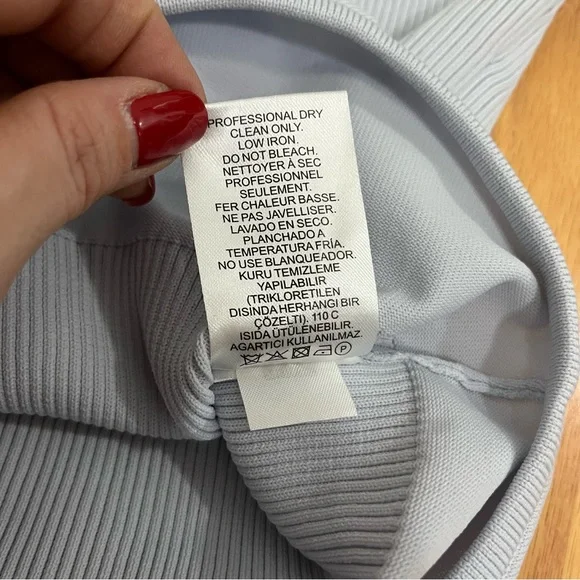 PROFESSIONAL DRY
CLEAN ONLY.
LOW IRON.
DO NOT BLEACH.
NETTOYER À SEC
PROFESSIONNEL
SEULEMENT.
FER CHALEUR BASSE.
NE PAS JAVELLISER.
LAVADO EN SECO.
PLANCHADO A
TEMPERATURA FRÍA.
NO USE BLANQUEADOR.
KURU TEMIZLEME
YAPILABILIR
(TRIKLORETILEN
DISINDA HERHANGI BIR
ÇÖZELTI). 110 C
ISIDA ÜTÜLENEBILIR.
AGARTICI KULLANILMAZ.
P